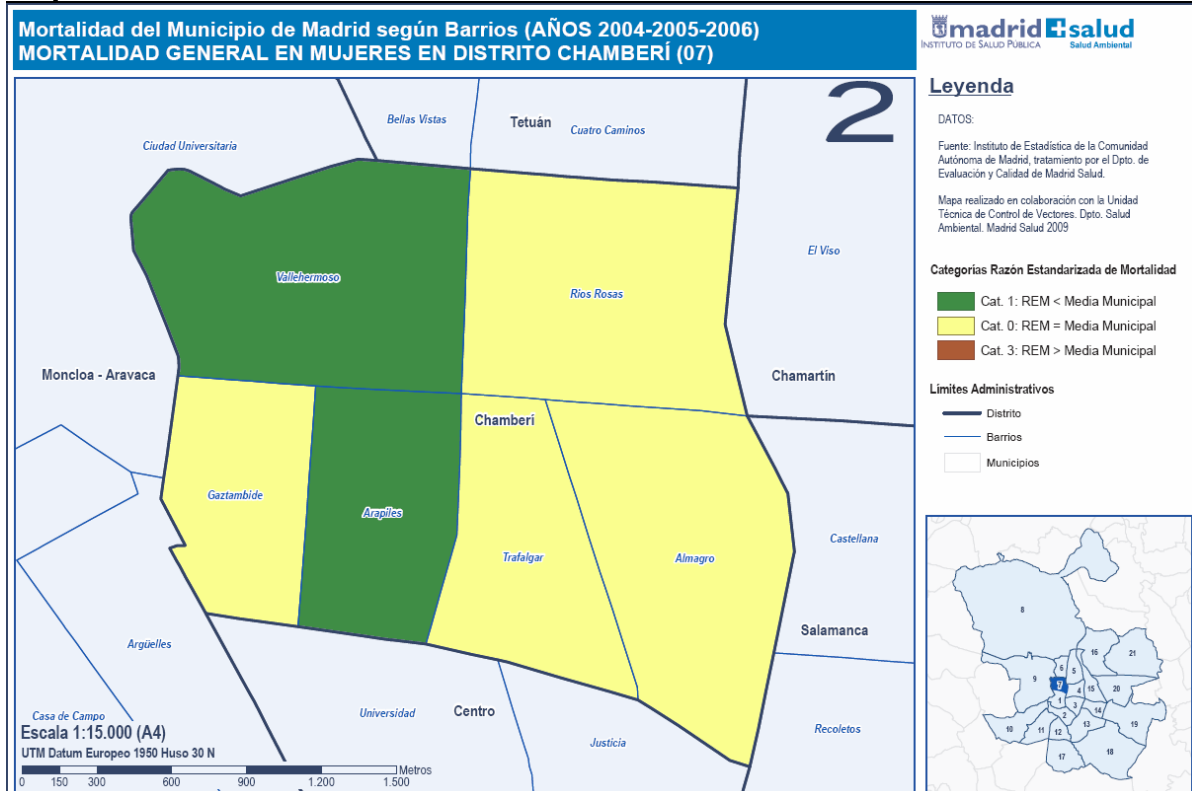 Mortalidad del Municipio de Madrid según Barrios (AÑOS 2004-2005-2006)
MORTALIDAD GENERAL EN MUJERES EN DISTRITO CHAMBERÍ (07)
madrid +salud
INSTITUTO DE SALUD PÚBLICA
Salud Ambiental
2
Bellas Vistas
Tetuán
Cuatro Caminos
Ciudad Universitaria
El Viso
Vallehermoso
Ríos Rosas
Moncloa - Aravaca
Chamartín
Chamberí
Gaztambide
Arapiles
Trafalgar
Almagro
Castellana
Salamanca
Argüelles
Casa de Campo
Universidad
Centro
Justicia
Recoletos
Escala 1:15.000 (A4)
UTM Datum Europeo 1950 Huso 30 N
Metros
0 150 300 600 900 1.200 1.500
Leyenda
DATOS:
Fuente: Instituto de Estadística de la Comunidad
Autónoma de Madrid, tratamiento por el Dpto. de
Evaluación y Calidad de Madrid Salud.
Mapa realizado en colaboración con la Unidad
Técnica de Control de Vectores. Dpto. Salud
Ambiental. Madrid Salud 2009
Categorías Razón Estandarizada de Mortalidad
Cat. 1: REM < Media Municipal
Cat. 0: REM = Media Municipal
Cat. 3: REM > Media Municipal
Límites Administrativos
Distrito
Barrios
Municipios
8
16
21
6
5
9
7
4
15
20
1
3
2
14
19
10
11
12
13
17
18